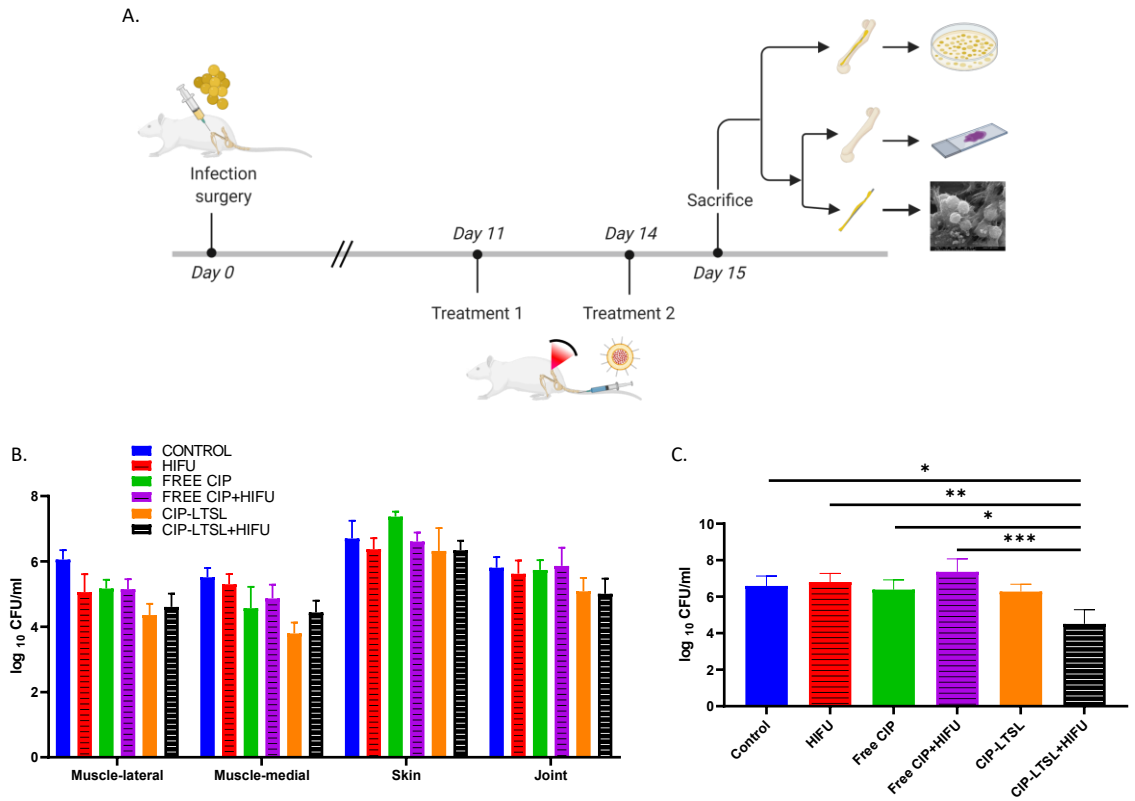 A.
Infection
surgery
Sacrifice
Day 11
Day 14
Day 0
Day 15
Treatment 1
Treatment 2
B.
CONTROL
HIFU
FREE CIP
FREE CIP+HIFU
CIP-LTSL
CIP-LTSL+HIFU
8
6
4
2
0
log 10 CFU/ml
Muscle-lateral
Muscle-medial
Skin
Joint
C.
*
**
*
***
10
8
6
4
2
0
log 10 CFU/ml
Control
HIFU
Free CIP
Free CIP+HIFU
CIP-LTSL
CIP-LTSL+HIFU